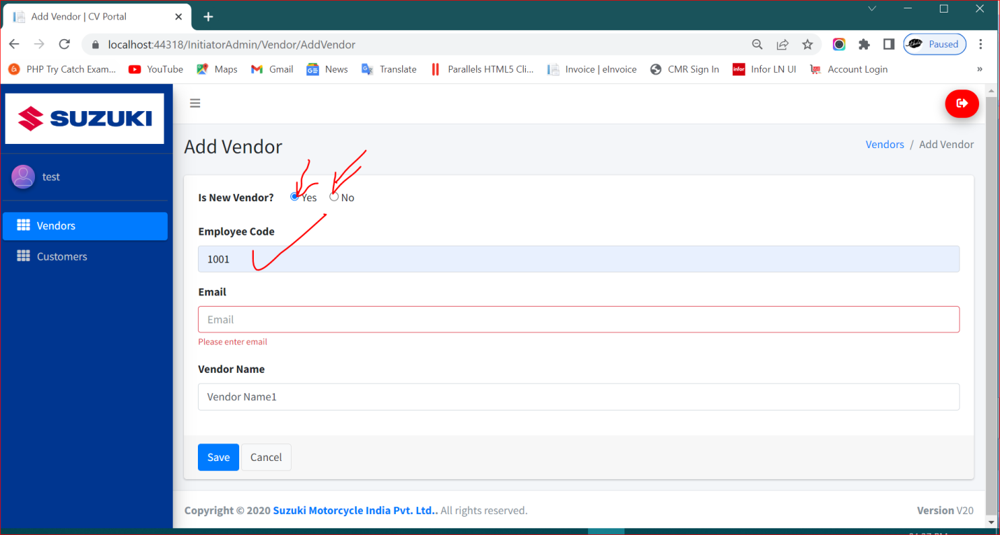 Add Vendor | CV Portal
localhost:44318/InitiatorAdmin/Vendor/AddVendor
Paused
PHP Try Catch Exam... YouTube Maps Gmail News Translate Parallels HTML5 Cli... Invoice | eInvoice CMR Sign In Infor LN UI Account Login »
SUZUKI
Add Vendor
Vendors / Add Vendor
test
Is New Vendor? Yes No
Vendors
Employee Code
Customers
1001
Email
Email
Please enter email
Vendor Name
Vendor Name1
Save Cancel
Copyright © 2020 Suzuki Motorcycle India Pvt. Ltd.. All rights reserved.
Version V20